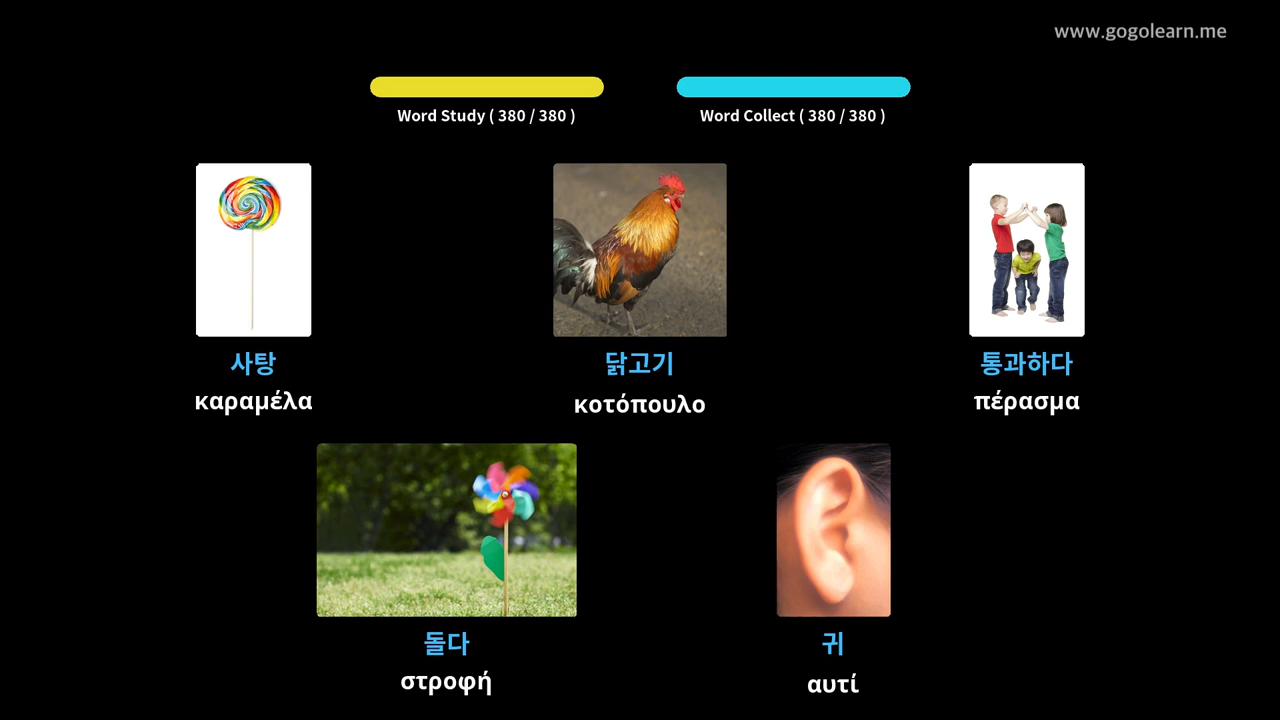 www.gogolearn.me
Word Study ( 380 / 380 )
Word Collect ( 380 / 380 )
사탕
καραμέλα
닭고기
κοτόπουλο
통과하다
πέρασμα
돌다
στροφή
귀
αυτί